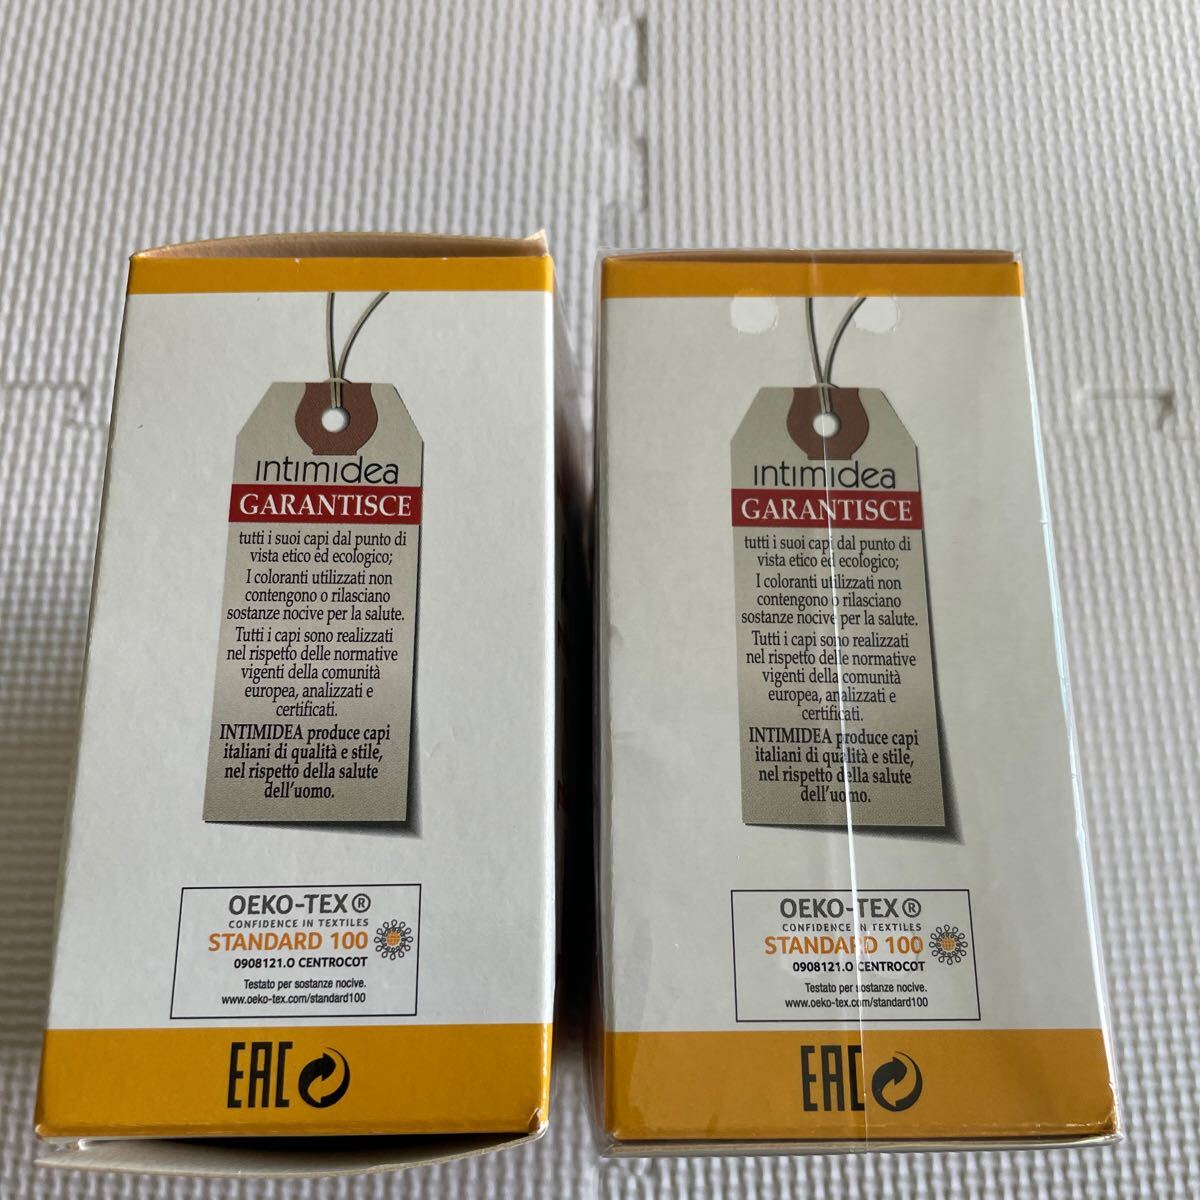 intimidea
GARANTISCE
tutti i suoi capi dal punto di
vista etico ed ecologico;
I coloranti utilizzati non
contengono o rilasciano
sostanze nocive per la salute.
Tutti i capi sono realizzati
nel rispetto delle normative
vigenti della comunità
europea, analizzati e
certificati.
INTIMIDEA produce capi
italiani di qualità e stile,
nel rispetto della salute
dell'uomo.
OEKO-TEX®
CONFIDENCE IN TEXTILES
STANDARD 100
0908121.O CENTROCOT
Testato per sostanze nocive.
www.oeko-tex.com/standard100
EAC
intimidea
GARANTISCE
tutti i suoi capi dal punto di
vista etico ed ecologico;
I coloranti utilizzati non
contengono o rilasciano
sostanze nocive per la salute.
Tutti i capi sono realizzati
nel rispetto delle normative
vigenti della comunità
europea, analizzati e
certificati.
INTIMIDEA produce capi
italiani di qualità e stile,
nel rispetto della salute
dell'uomo.
OEKO-TEX®
CONFIDENCE IN TEXTILES
STANDARD 100
0908121.O CENTROCOT
Testato per sostanze nocive.
www.oeko-tex.com/standard100
EAC